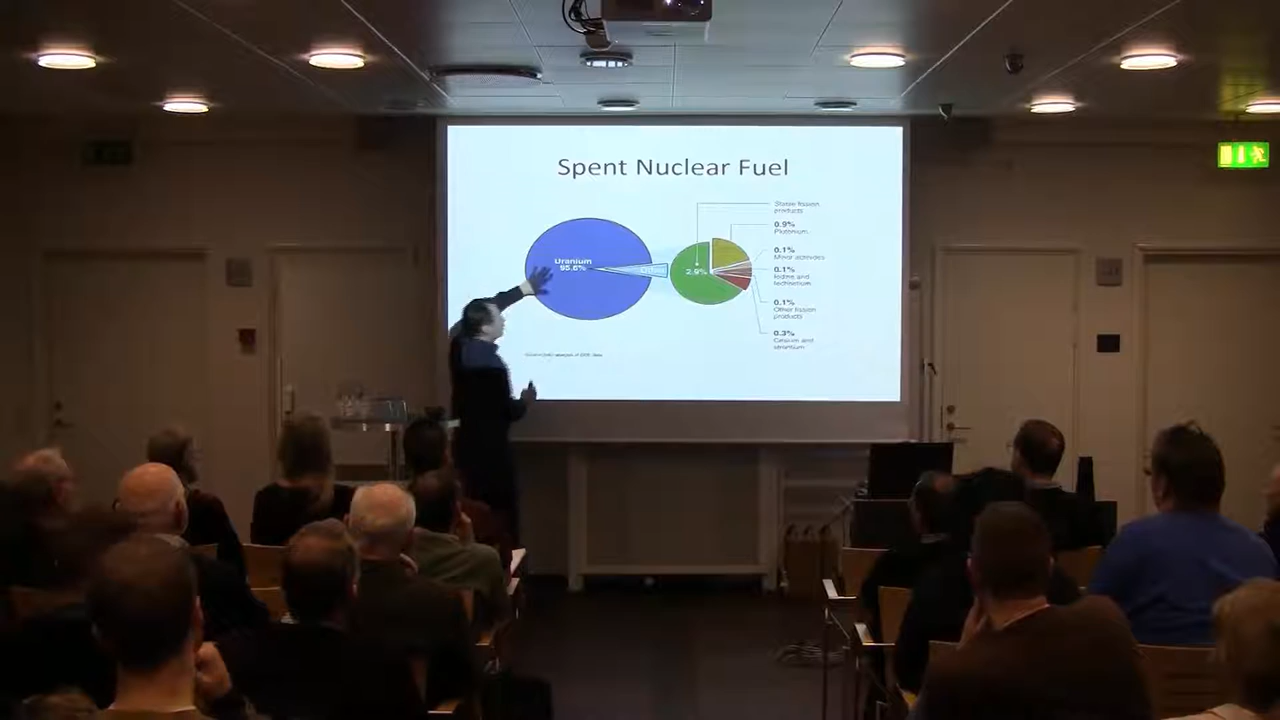 Spent Nuclear Fuel
Stable fission
products
0.9%
Plutonium
Uranium
95.6%
Other
2.9%
0.1%
Minor actinides
0.1%
Iodine and
technetium
0.1%
Other fission
products
0.3%
Cesium and
strontium